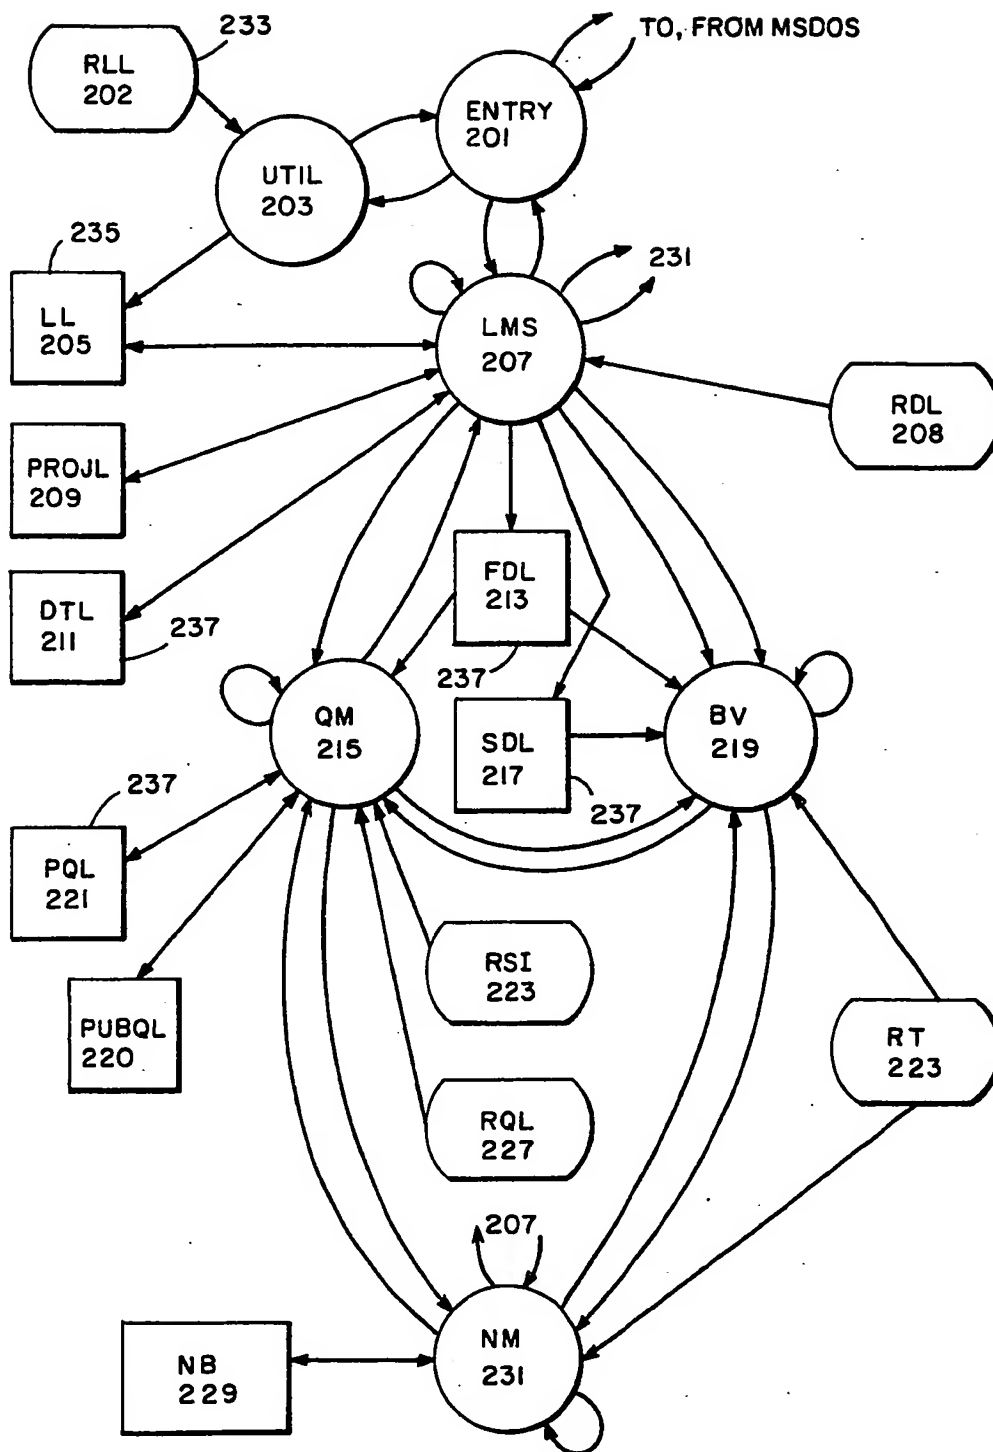 233
TO, FROM MSDOS
RLL
202
ENTRY
201
UTIL
203
235
231
LL
205
LMS
207
RDL
208
PROJL
209
FDL
213
DTL
211
237
237
QM
215
SDL
217
BV
219
237
237
PQL
221
RSI
223
PUBQL
220
RT
223
RQL
227
207
NB
229
NM
231